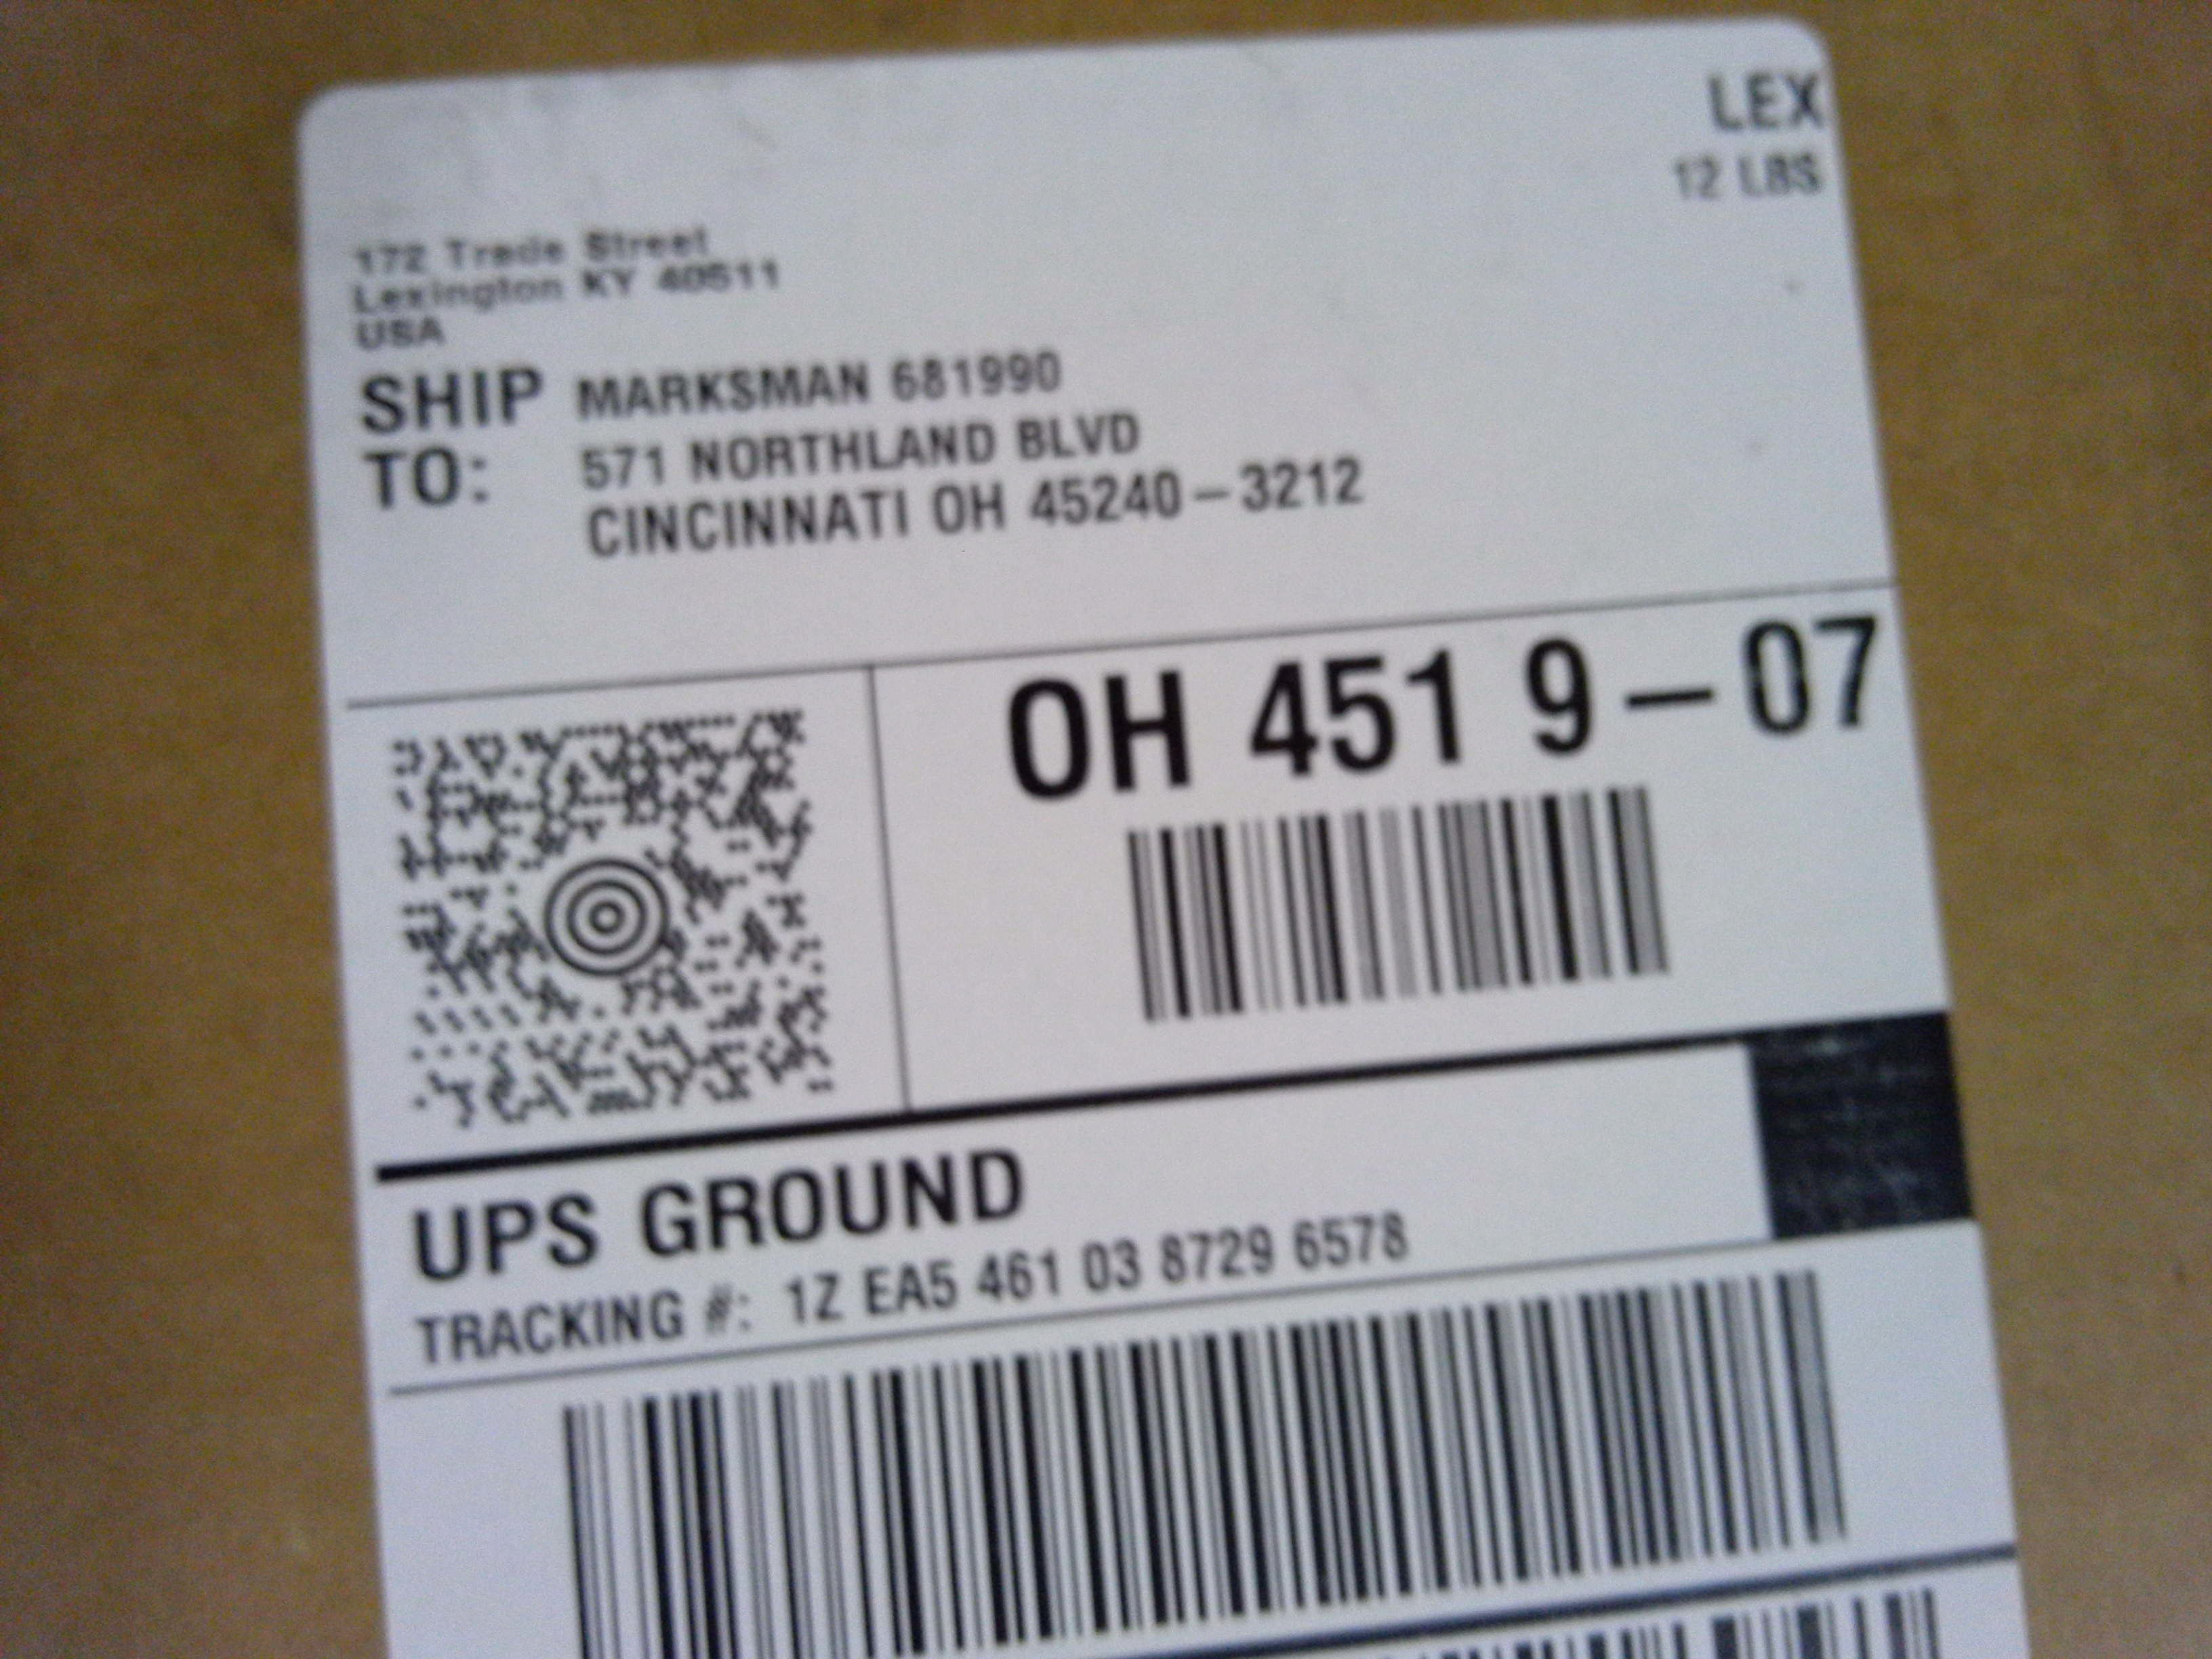 LEX
12 LBS
172 Trade Street
Lexington KY 40511
USA
SHIP TO: MARKSMAN 681990
571 NORTHLAND BLVD
CINCINNATI OH 45240-3212
OH 451 9-07
UPS GROUND
TRACKING #: 1Z EA5 461 03 8729 6578